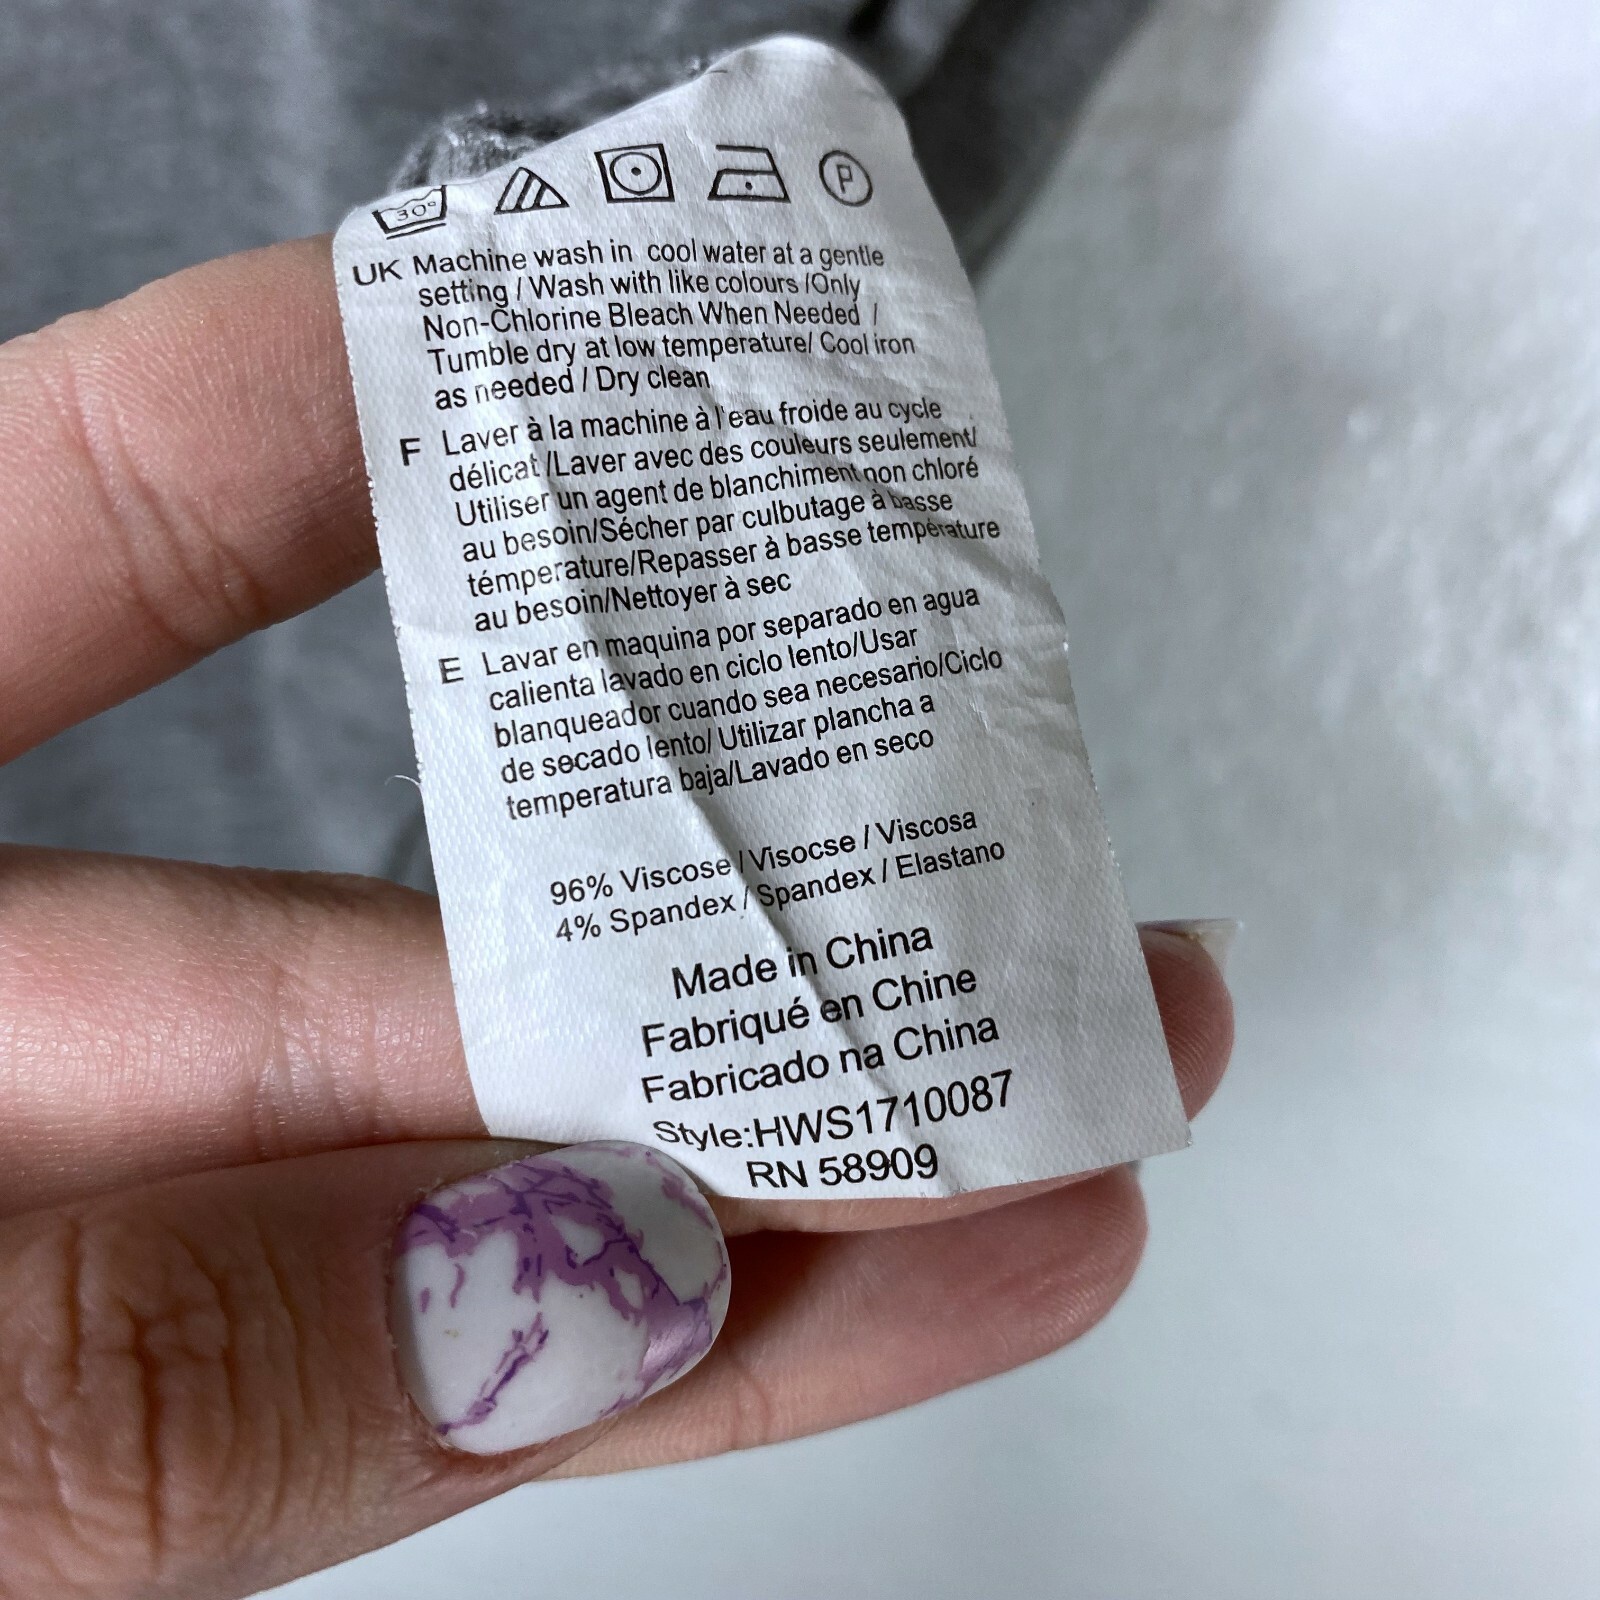 30°
P
UK Machine wash in cool water at a gentle
setting / Wash with like colours /Only
Non-Chlorine Bleach When Needed /
Tumble dry at low temperature/ Cool iron
as needed / Dry clean
F Laver à la machine à l'eau froide au cycle
délicat /Laver avec des couleurs seulement/
Utiliser un agent de blanchiment non chloré
au besoin/Sécher par culbutage à basse
témperature/Repasser à basse température
au besoin/Nettoyer à sec
E Lavar en maquina por separado en agua
calienta lavado en ciclo lento/Usar
blanqueador cuando sea necesario/Ciclo
de secado lento/ Utilizar plancha a
temperatura baja/Lavado en seco
96% Viscose / Visocse / Viscosa
4% Spandex / Spandex / Elastano
Made in China
Fabriqué en Chine
Fabricado na China
Style:HWS1710087
RN 58909